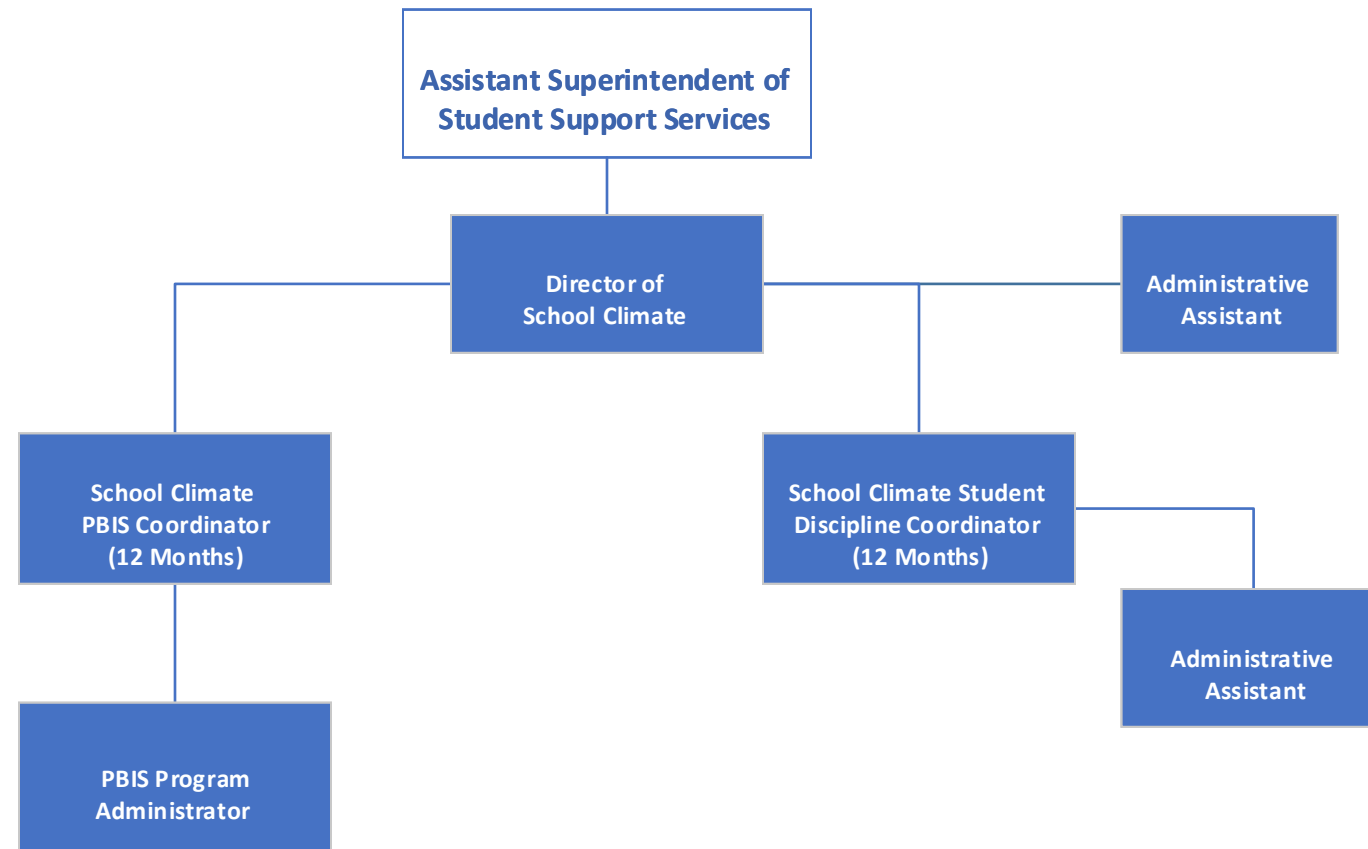 Assistant Superintendent of
Student Support Services
Director of
School Climate
Administrative
Assistant
School Climate
PBIS Coordinator
(12 Months)
School Climate Student
Discipline Coordinator
(12 Months)
Administrative
Assistant
PBIS Program
Administrator